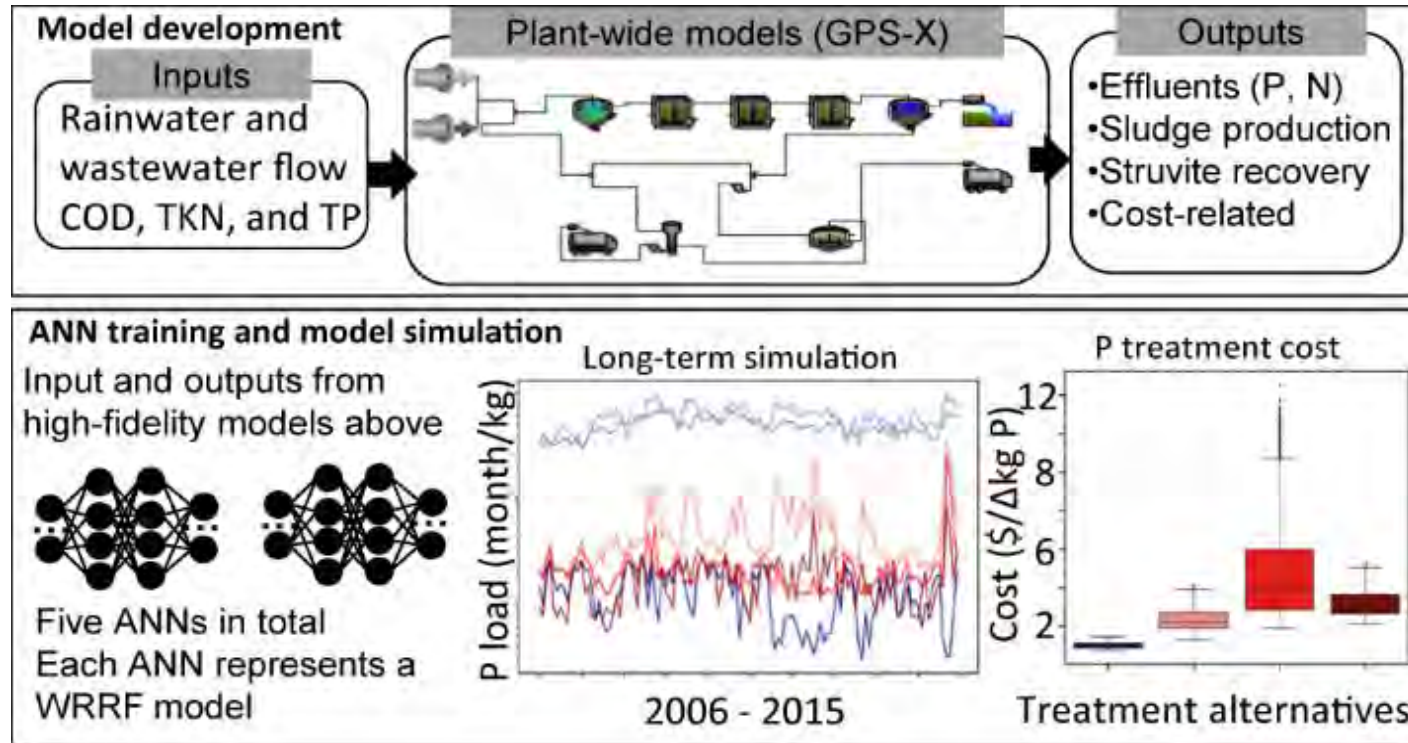 Model development
Inputs
Rainwater and
wastewater flow
COD, TKN, and TP
Plant-wide models (GPS-X)
Outputs
•Effluents (P, N)
•Sludge production
•Struvite recovery
•Cost-related
ANN training and model simulation
Input and outputs from
high-fidelity models above
Five ANNs in total
Each ANN represents a
WRRF model
Long-term simulation
P load (month/kg)
2006 - 2015
P treatment cost
Cost ($/Δkg P)
12
8
6
2
Treatment alternatives